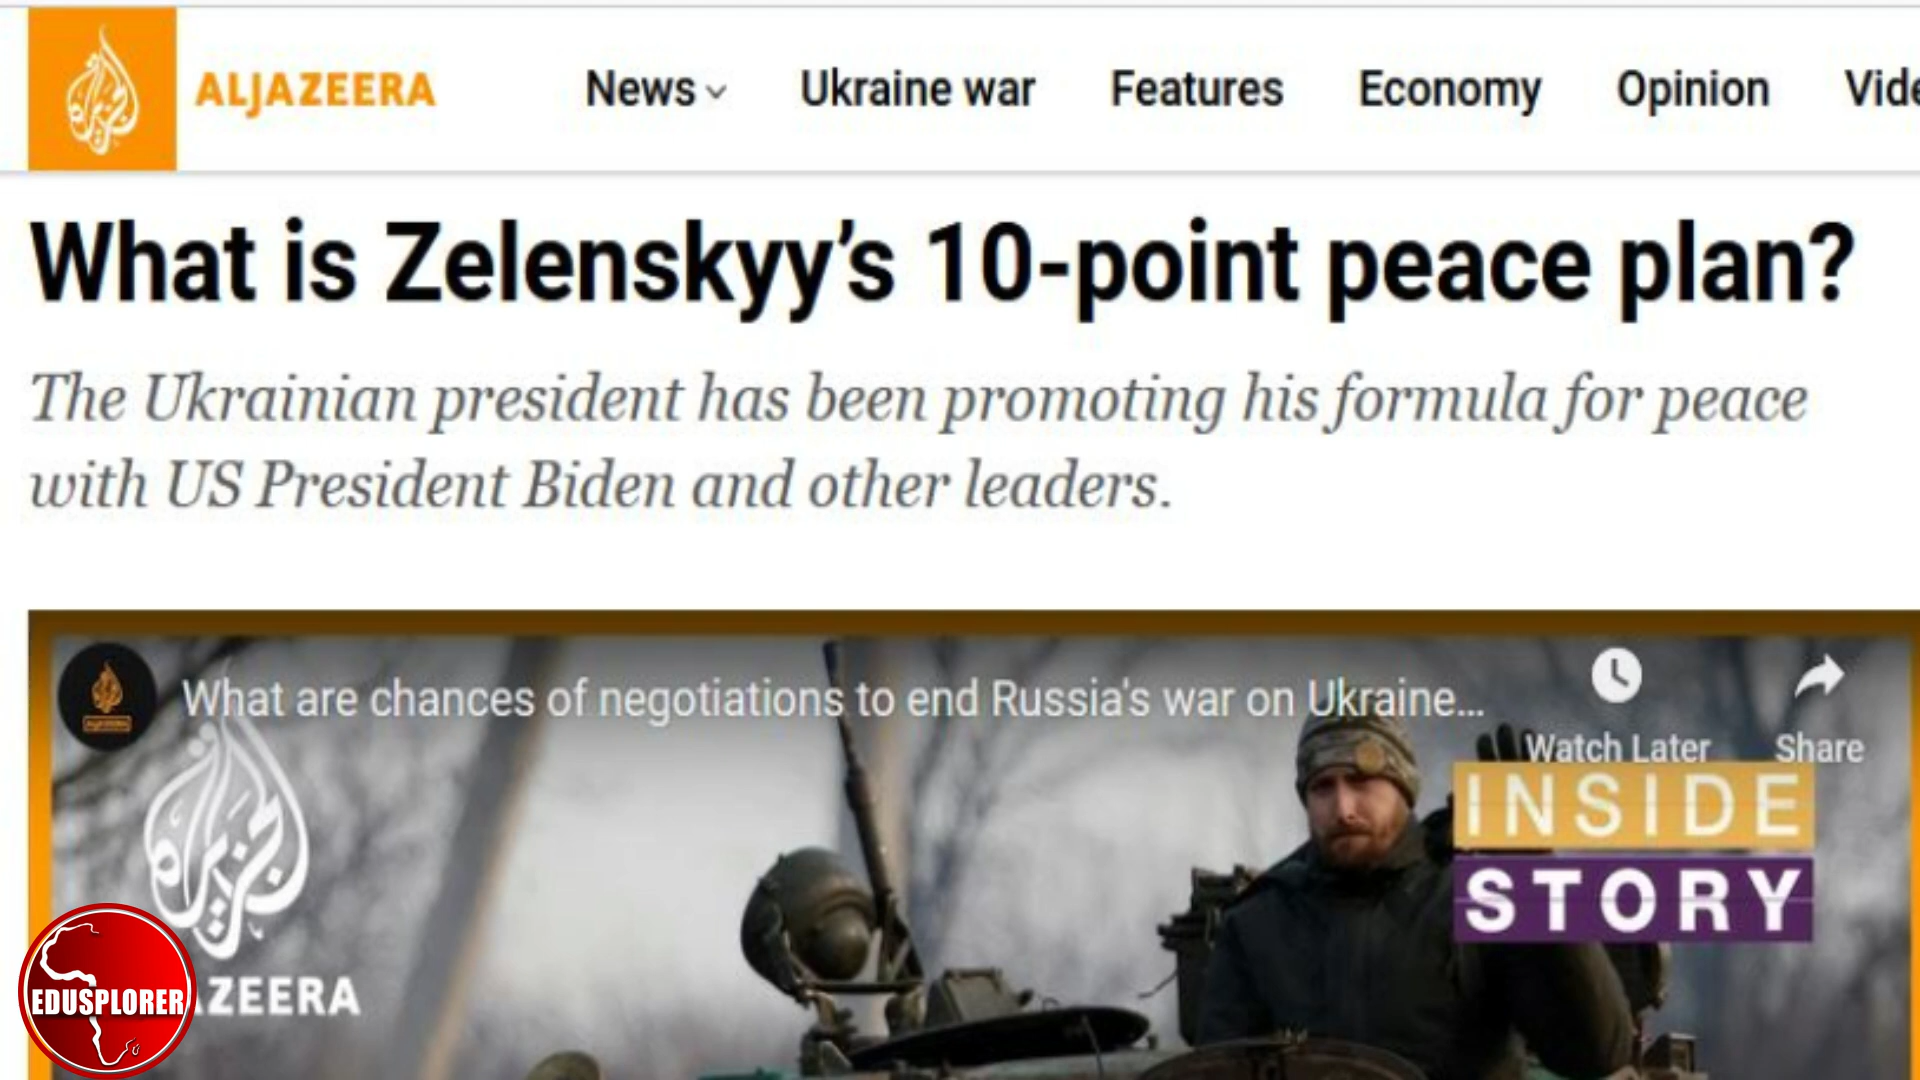 ALJAZEERA
News
Ukraine war
Features
Economy
Opinion
Vide
What is Zelenskyy’s 10-point peace plan?
The Ukrainian president has been promoting his formula for peace
with US President Biden and other leaders.
What are chances of negotiations to end Russia's war on Ukraine...
Watch Later
Share
INSIDE
STORY
AZEERA
EDUSPLORER